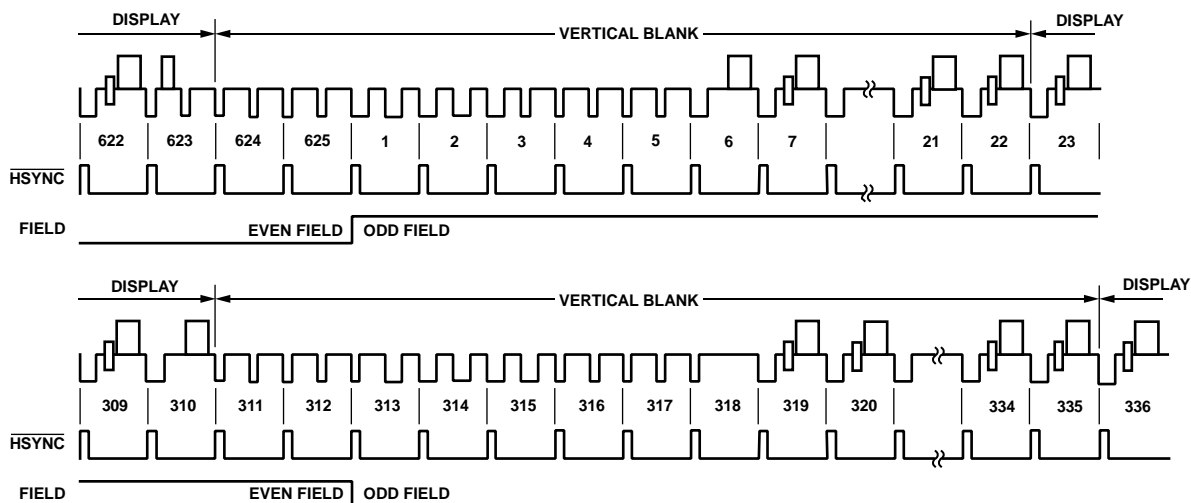 DISPLAY VERTICAL BLANK DISPLAY
622 623 624 625 1 2 3 4 5 6 7 21 22 23
HSYNC
FIELD EVEN FIELD ODD FIELD
DISPLAY VERTICAL BLANK DISPLAY
309 310 311 312 313 314 315 316 317 318 319 320 334 335 336
HSYNC
FIELD EVEN FIELD ODD FIELD